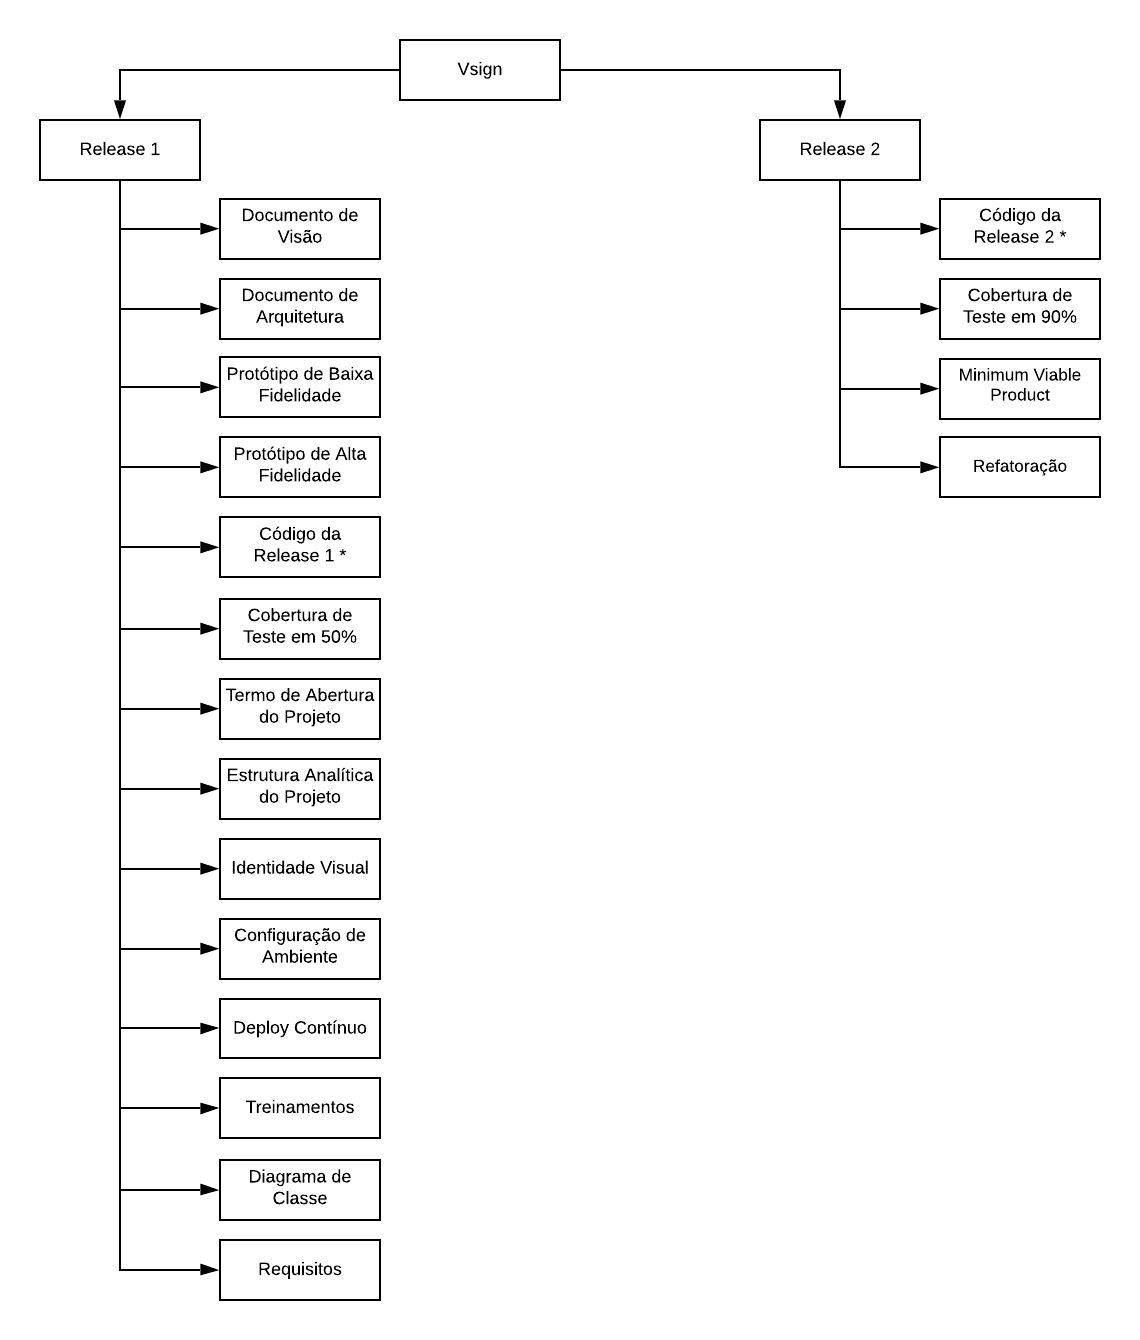 Vsign
Release 1
Documento de
Visão
Documento de
Arquitetura
Protótipo de Baixa
Fidelidade
Protótipo de Alta
Fidelidade
Código da
Release 1 *
Cobertura de
Teste em 50%
Termo de Abertura
do Projeto
Estrutura Analítica
do Projeto
Identidade Visual
Configuração de
Ambiente
Deploy Contínuo
Treinamentos
Diagrama de
Classe
Requisitos
Release 2
Código da
Release 2 *
Cobertura de
Teste em 90%
Minimum Viable
Product
Refatoração